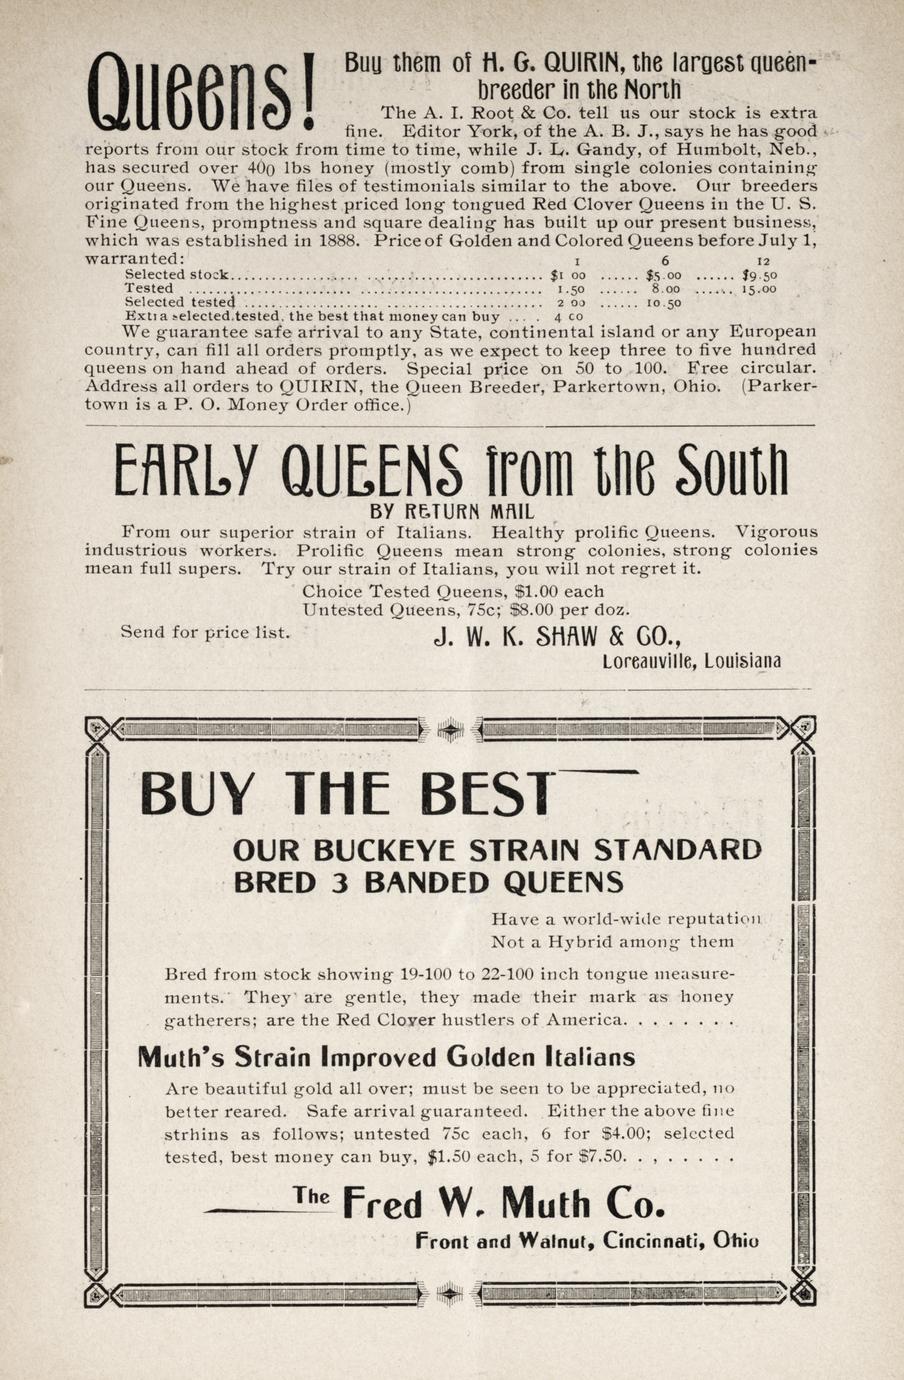 Queens!
Buy them of H. G. QUIRIN, the largest queen-
breeder in the North
The A. I. Root & Co. tell us our stock is extra
fine. Editor York, of the A. B. J., says he has good
reports from our stock from time to time, while J. L. Gandy, of Humbolt, Neb.,
has secured over 400 lbs honey (mostly comb) from single colonies containing
our Queens. We have files of testimonials similar to the above. Our breeders
originated from the highest priced long tongued Red Clover Queens in the U. S.
Fine Queens, promptness and square dealing has built up our present business,
which was established in 1888. Price of Golden and Colored Queens before July 1,
warranted: 1 6 12
Selected stock........ $1 00 ...... $5.00 ...... $9.50
Tested ........ 1.50 ...... 8.00 ...... 15.00
Selected tested ........ 2 00 ...... 10.50
Extra selected tested, the best that money can buy .... 4 00
We guarantee safe arrival to any State, continental island or any European
country, can fill all orders promptly, as we expect to keep three to five hundred
queens on hand ahead of orders. Special price on 50 to 100. Free circular.
Address all orders to QUIRIN, the Queen Breeder, Parkertown, Ohio. (Parker-
town is a P. O. Money Order office.)
EARLY QUEENS from the South
BY RETURN MAIL
From our superior strain of Italians. Healthy prolific Queens. Vigorous
industrious workers. Prolific Queens mean strong colonies, strong colonies
mean full supers. Try our strain of Italians, you will not regret it.
Choice Tested Queens, $1.00 each
Untested Queens, 75c; $8.00 per doz.
Send for price list. J. W. K. SHAW & CO.,
Loreauville, Louisiana
BUY THE BEST
OUR BUCKEYE STRAIN STANDARD
BRED 3 BANDED QUEENS
Have a world-wide reputation
Not a Hybrid among them
Bred from stock showing 19-100 to 22-100 inch tongue measure-
ments. They are gentle, they made their mark as honey
gatherers; are the Red Clover hustlers of America. . . . . . . .
Muth's Strain Improved Golden Italians
Are beautiful gold all over; must be seen to be appreciated, no
better reared. Safe arrival guaranteed. Either the above fine
strhins as follows; untested 75c each, 6 for $4.00; selected
tested, best money can buy, $1.50 each, 5 for $7.50. . , . . . . .
The Fred W. Muth Co.
Front and Walnut, Cincinnati, Ohio